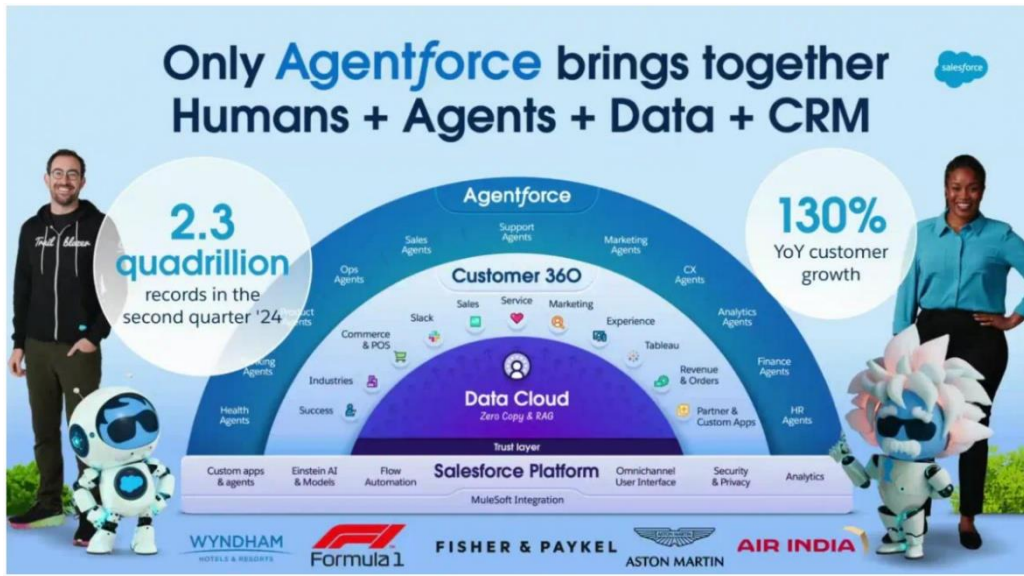 Only Agentforce brings together
Humans + Agents + Data + CRM
salesforce
2.3
quadrillion
records in the
second quarter '24
130%
YoY customer
growth
Agentforce
Health
Agents
Agents
Agents
Ops
Agents
Sales
Agents
Support
Agents
Marketing
Agents
CX
Agents
Analytics
Agents
Finance
Agents
HR
Agents
Customer 360
Success
Industries
Commerce
& POS
Slack
Sales
Service
Marketing
Experience
Tableau
Revenue
& Orders
Partner &
Custom Apps
Data Cloud
Zero Copy & RAG
Trust layer
Salesforce Platform
Custom apps
& agents
Einstein AI
& Models
Flow
Automation
Omnichannel
User Interface
Security
& Privacy
Analytics
MuleSoft Integration
WYNDHAM
HOTELS & RESORTS
Formula 1
FISHER & PAYKEL
ASTON MARTIN
AIR INDIA